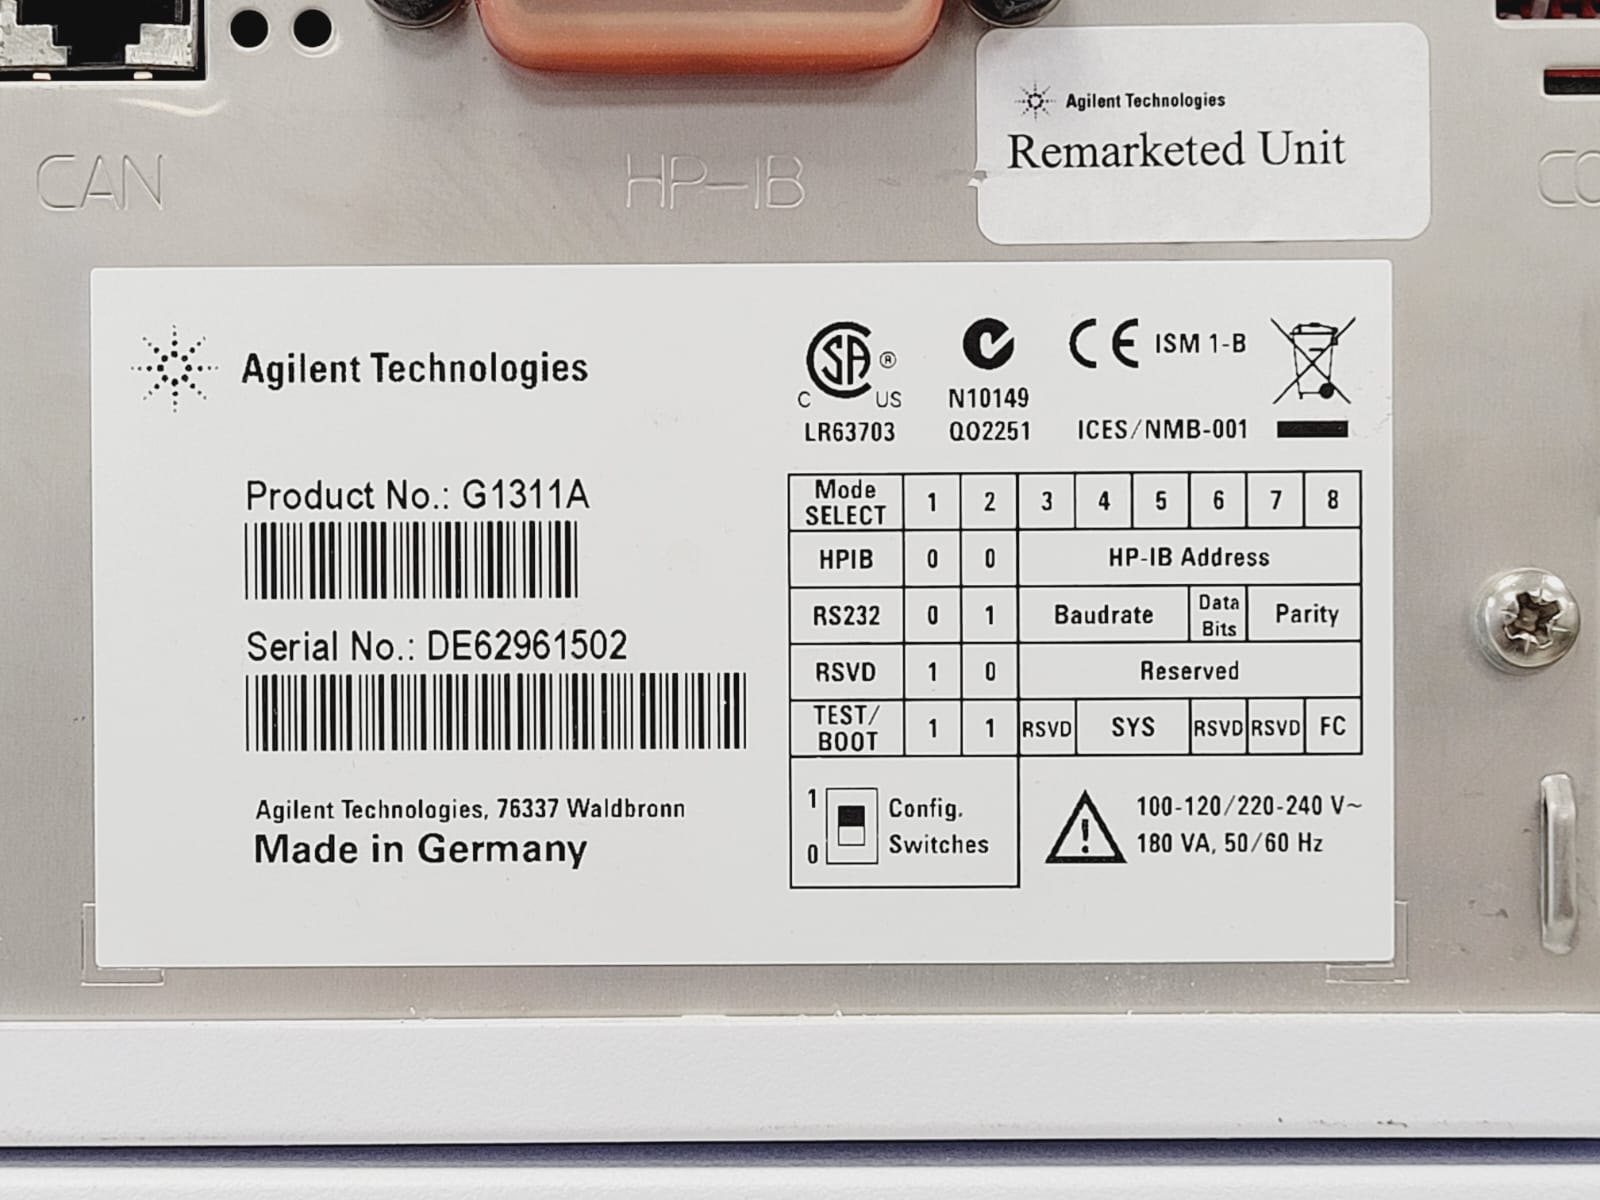 CAN
HP-IB
Agilent Technologies
Remarketed Unit
Agilent Technologies
Product No.: G1311A
Serial No.: DE62961502
Agilent Technologies, 76337 Waldbronn
Made in Germany
SA ®
C US
LR63703
N10149
QO2251
CE ISM 1-B
ICES/NMB-001
Mode SELECT 1 2 3 4 5 6 7 8
HPIB 0 0 HP-IB Address
RS232 0 1 Baudrate Data Bits Parity
RSVD 1 0 Reserved
TEST/BOOT 1 1 RSVD SYS RSVD RSVD FC
1
0
Config.
Switches
!
100-120/220-240 V~
180 VA, 50/60 Hz